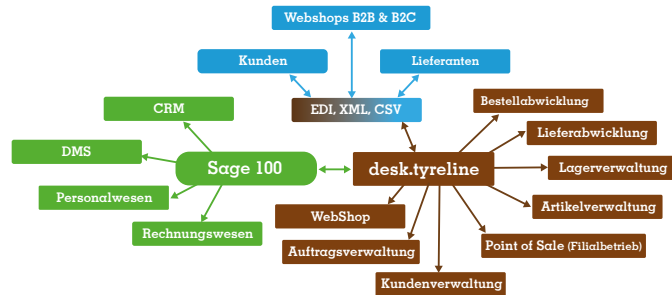 Webshops B2B & B2C
Kunden
Lieferanten
EDI, XML, CSV
Bestellabwicklung
CRM
Lieferabwicklung
DMS
Sage 100
desk.tyreline
Lagerverwaltung
Personalwesen
Artikelverwaltung
WebShop
Rechnungswesen
Point of Sale (Filialbetrieb)
Auftragsverwaltung
Kundenverwaltung